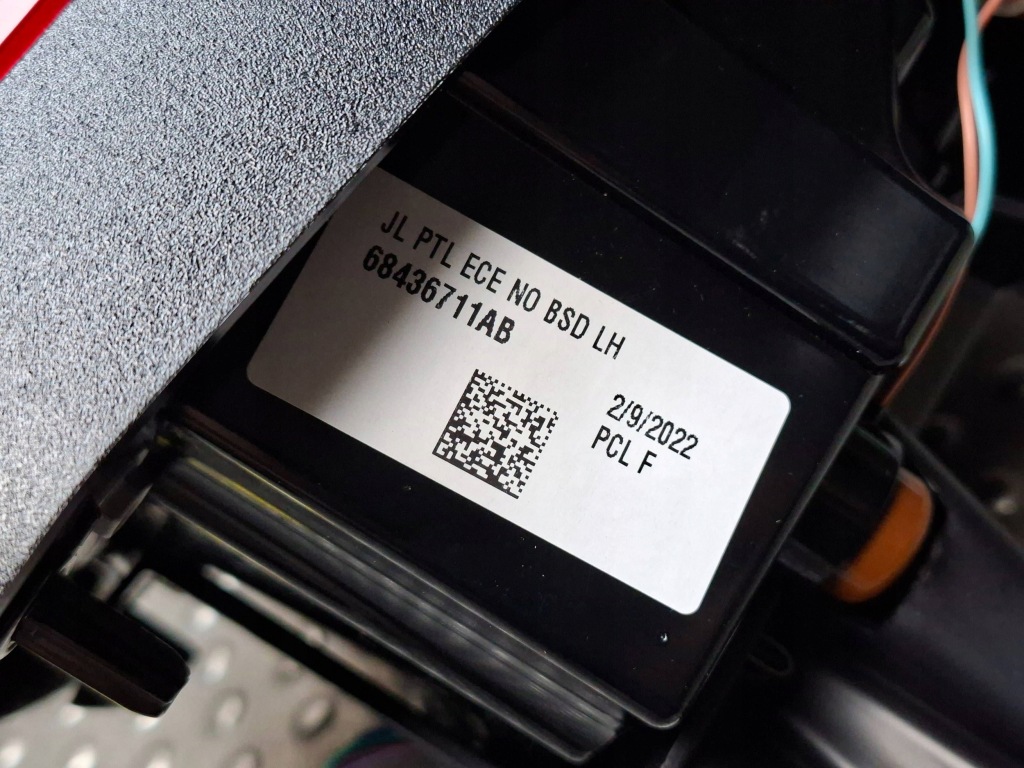 JL PTL ECE NO BSD LH
68436711AB
2/9/2022
PCL F